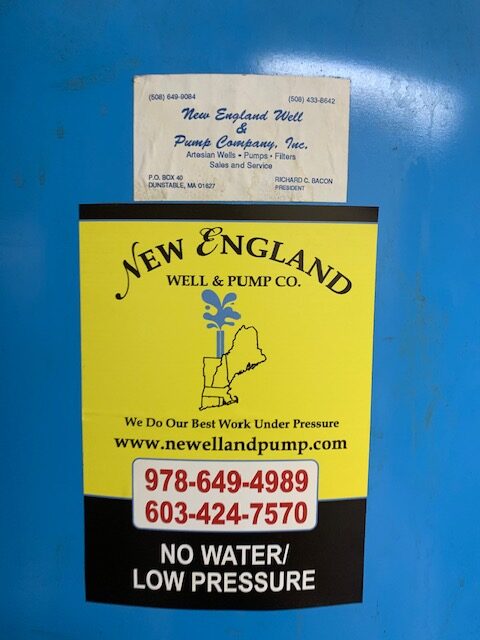 (508) 649-9084 (508) 433-8642
New England Well
&
Pump Company, Inc.
Artesian Wells • Pumps • Filters
Sales and Service
P.O. BOX 40 RICHARD C. BACON
DUNSTABLE, MA 01827 PRESIDENT
NEW ENGLAND
WELL & PUMP CO.
We Do Our Best Work Under Pressure
www.newellandpump.com
978-649-4989
603-424-7570
NO WATER/
LOW PRESSURE